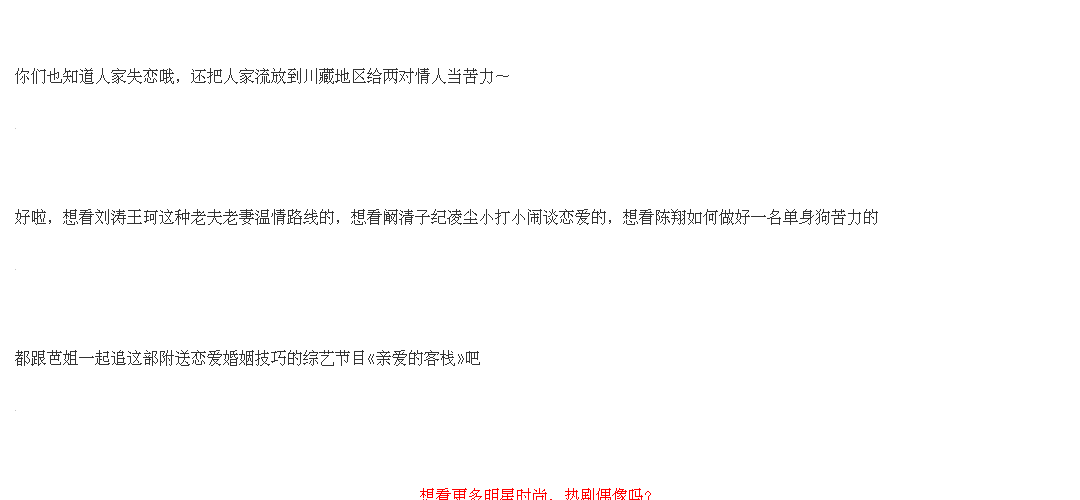 你们也知道人家失恋哦，还把人家流放到川藏地区给两对情人当苦力～
好啦，想看刘涛王珂这种老夫老妻温情路线的，想看阚清子纪凌尘小打小闹谈恋爱的，想看陈翔如何做好一名单身狗苦力的
都跟芭姐一起追这部附送恋爱婚姻技巧的综艺节目《亲爱的客栈》吧
想看更多明星时尚，热剧偶像吗？